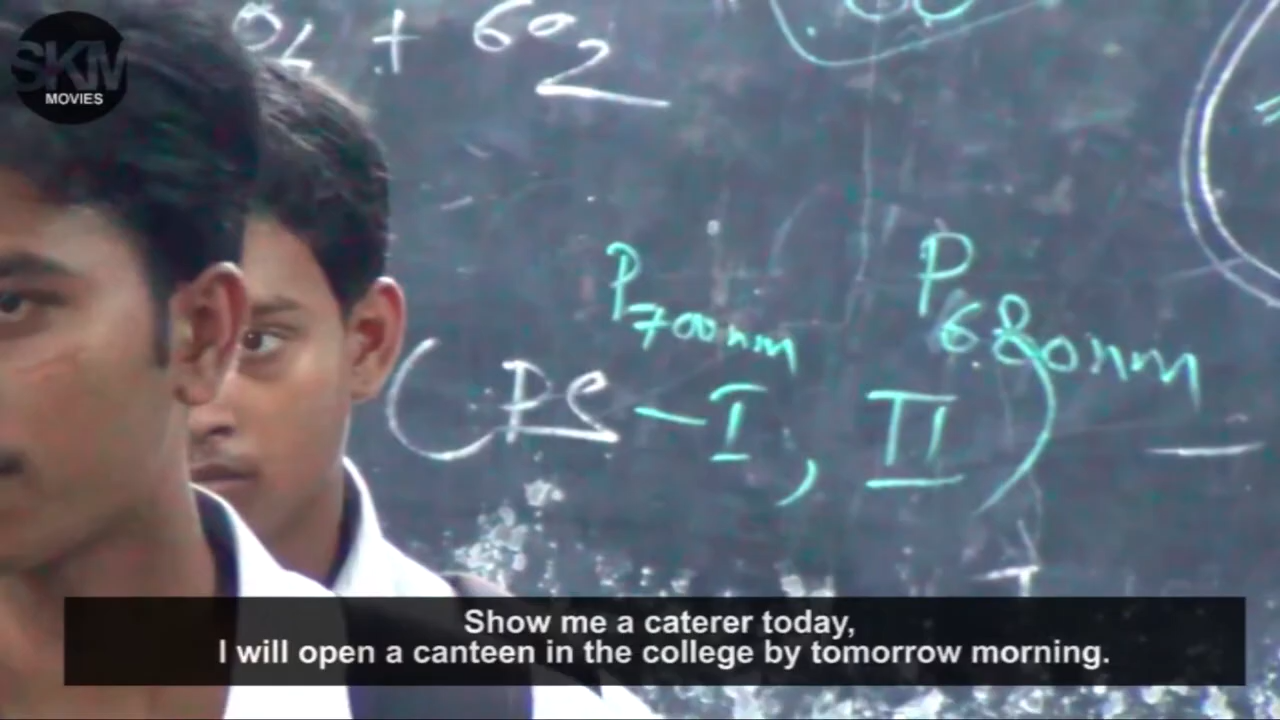 SKM
MOVIES
+ 6O2
P700nm
P680nm
(PS-I, II) —
Show me a caterer today,
I will open a canteen in the college by tomorrow morning.